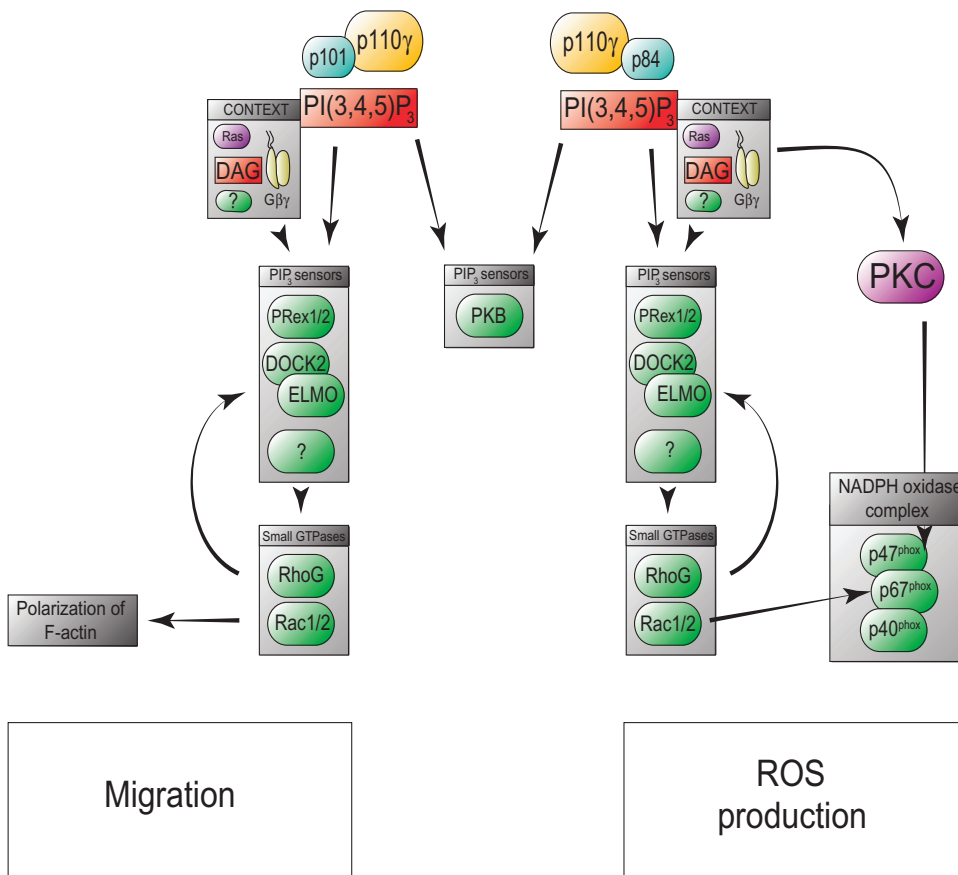 p101
p110γ
PI(3,4,5)P₃
CONTEXT
Ras
DAG
?
Gβγ
p110γ
p84
PI(3,4,5)P₃
CONTEXT
Ras
DAG
?
Gβγ
PIP₃ sensors
PRex1/2
DOCK2
ELMO
?
PIP₃ sensors
PKB
PIP₃ sensors
PRex1/2
DOCK2
ELMO
?
PKC
Small GTPases
RhoG
Rac1/2
Small GTPases
RhoG
Rac1/2
NADPH oxidase
complex
p47ᵖʰᵒˣ
p67ᵖʰᵒˣ
p40ᵖʰᵒˣ
Polarization of
F-actin
Migration
ROS
production